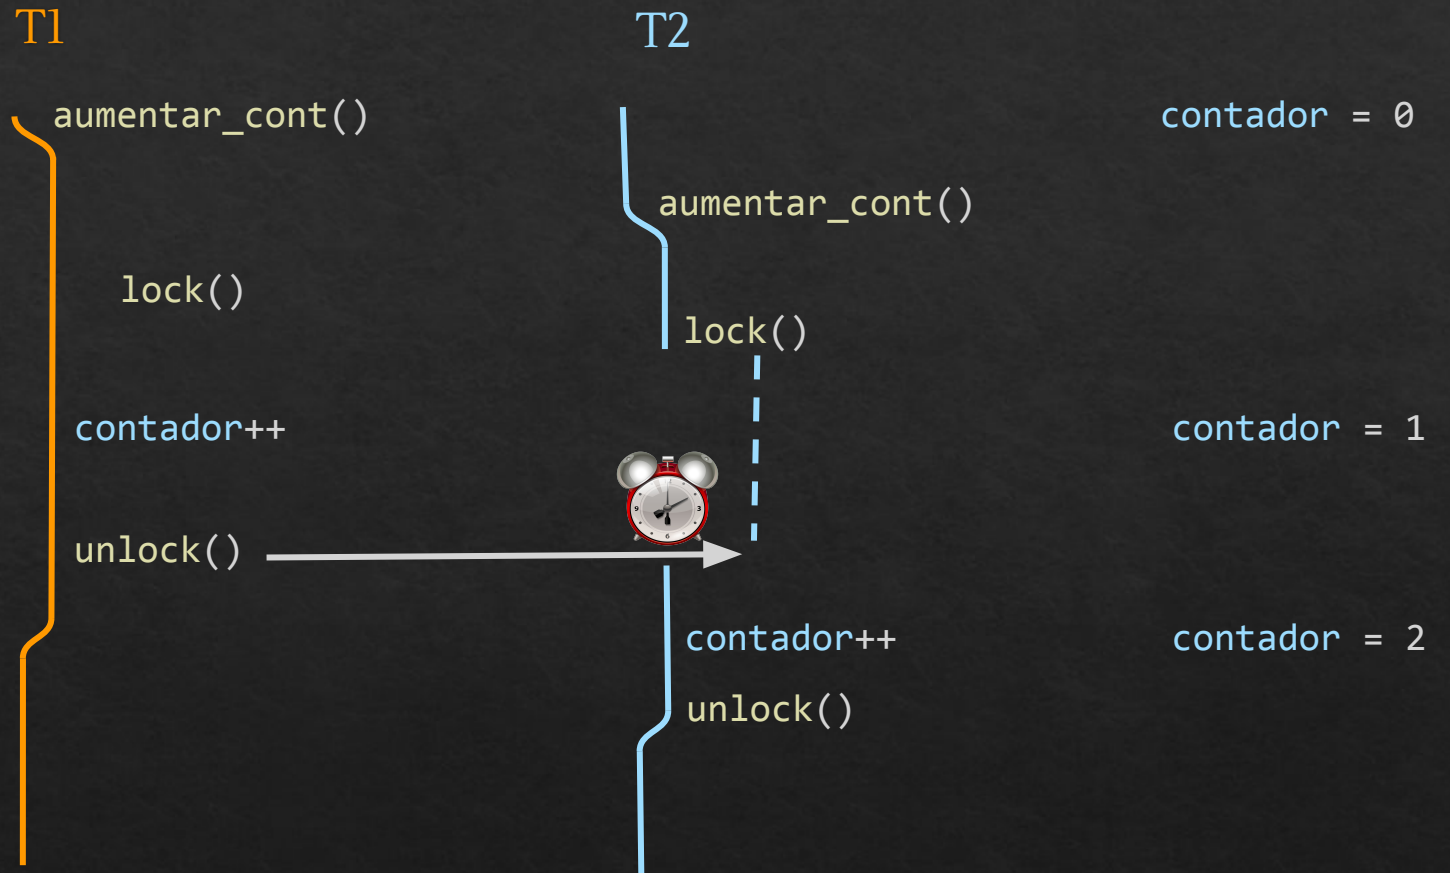 T1
T2
aumentar_cont()
contador = 0
aumentar_cont()
lock()
lock()
contador++
contador = 1
unlock()
contador++
contador = 2
unlock()